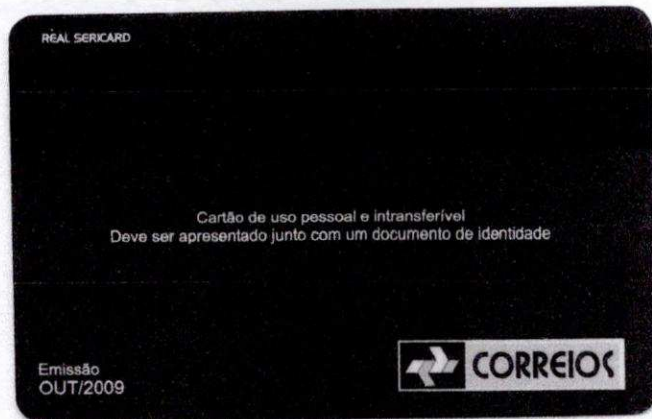 REAL SERICARD
Cartão de uso pessoal e intransferível
Deve ser apresentado junto com um documento de identidade
Emissão
OUT/2009
CORREIOS